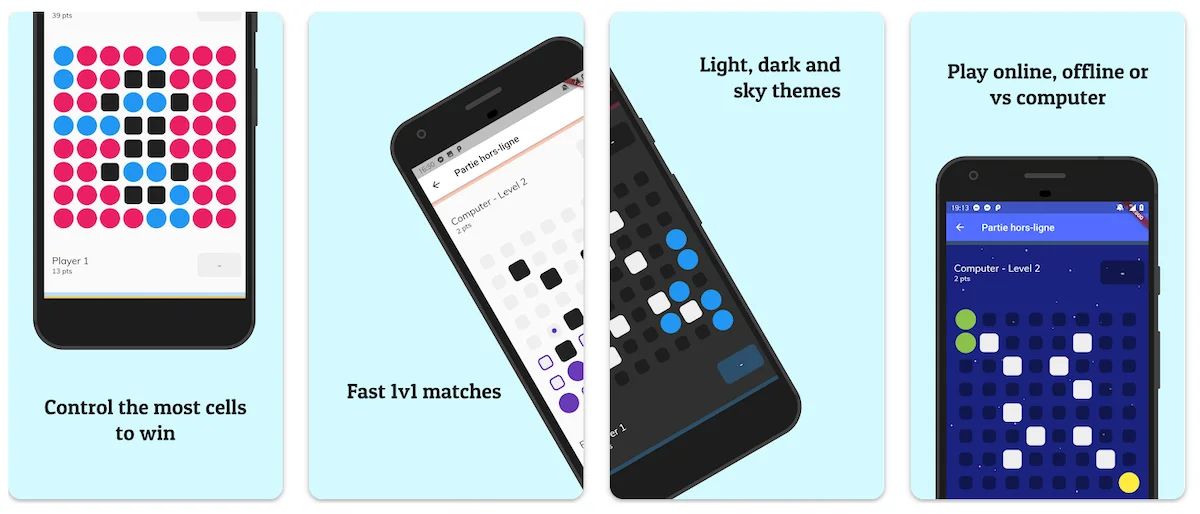 39 pts
Player 1
13 pts
-
Control the most cells
to win
16:50
Partie hors-ligne
Computer - Level 2
2 pts
Fast 1v1 matches
Light, dark and
sky themes
-
-
Play online, offline or
vs computer
19:13
Partie hors-ligne
Computer - Level 2
2 pts
-